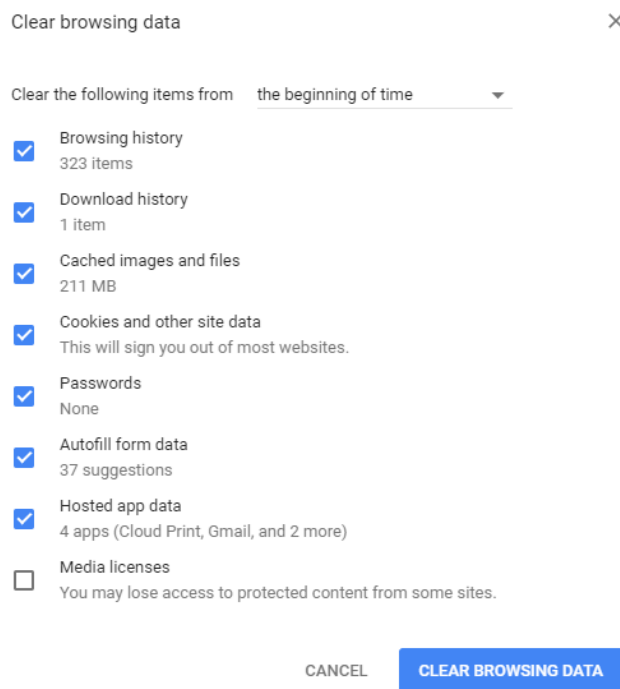 Clear browsing data
Clear the following items from the beginning of time
Browsing history
323 items
Download history
1 item
Cached images and files
211 MB
Cookies and other site data
This will sign you out of most websites.
Passwords
None
Autofill form data
37 suggestions
Hosted app data
4 apps (Cloud Print, Gmail, and 2 more)
Media licenses
You may lose access to protected content from some sites.
CANCEL CLEAR BROWSING DATA